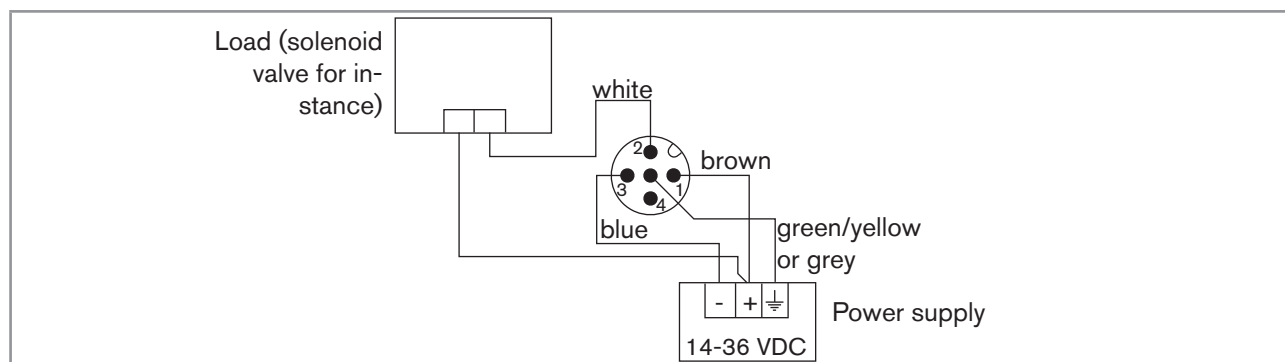 Load (solenoid
valve for in-
stance)
white
2
brown
3
1
4
blue
green/yellow
or grey
- +
Power supply
14-36 VDC